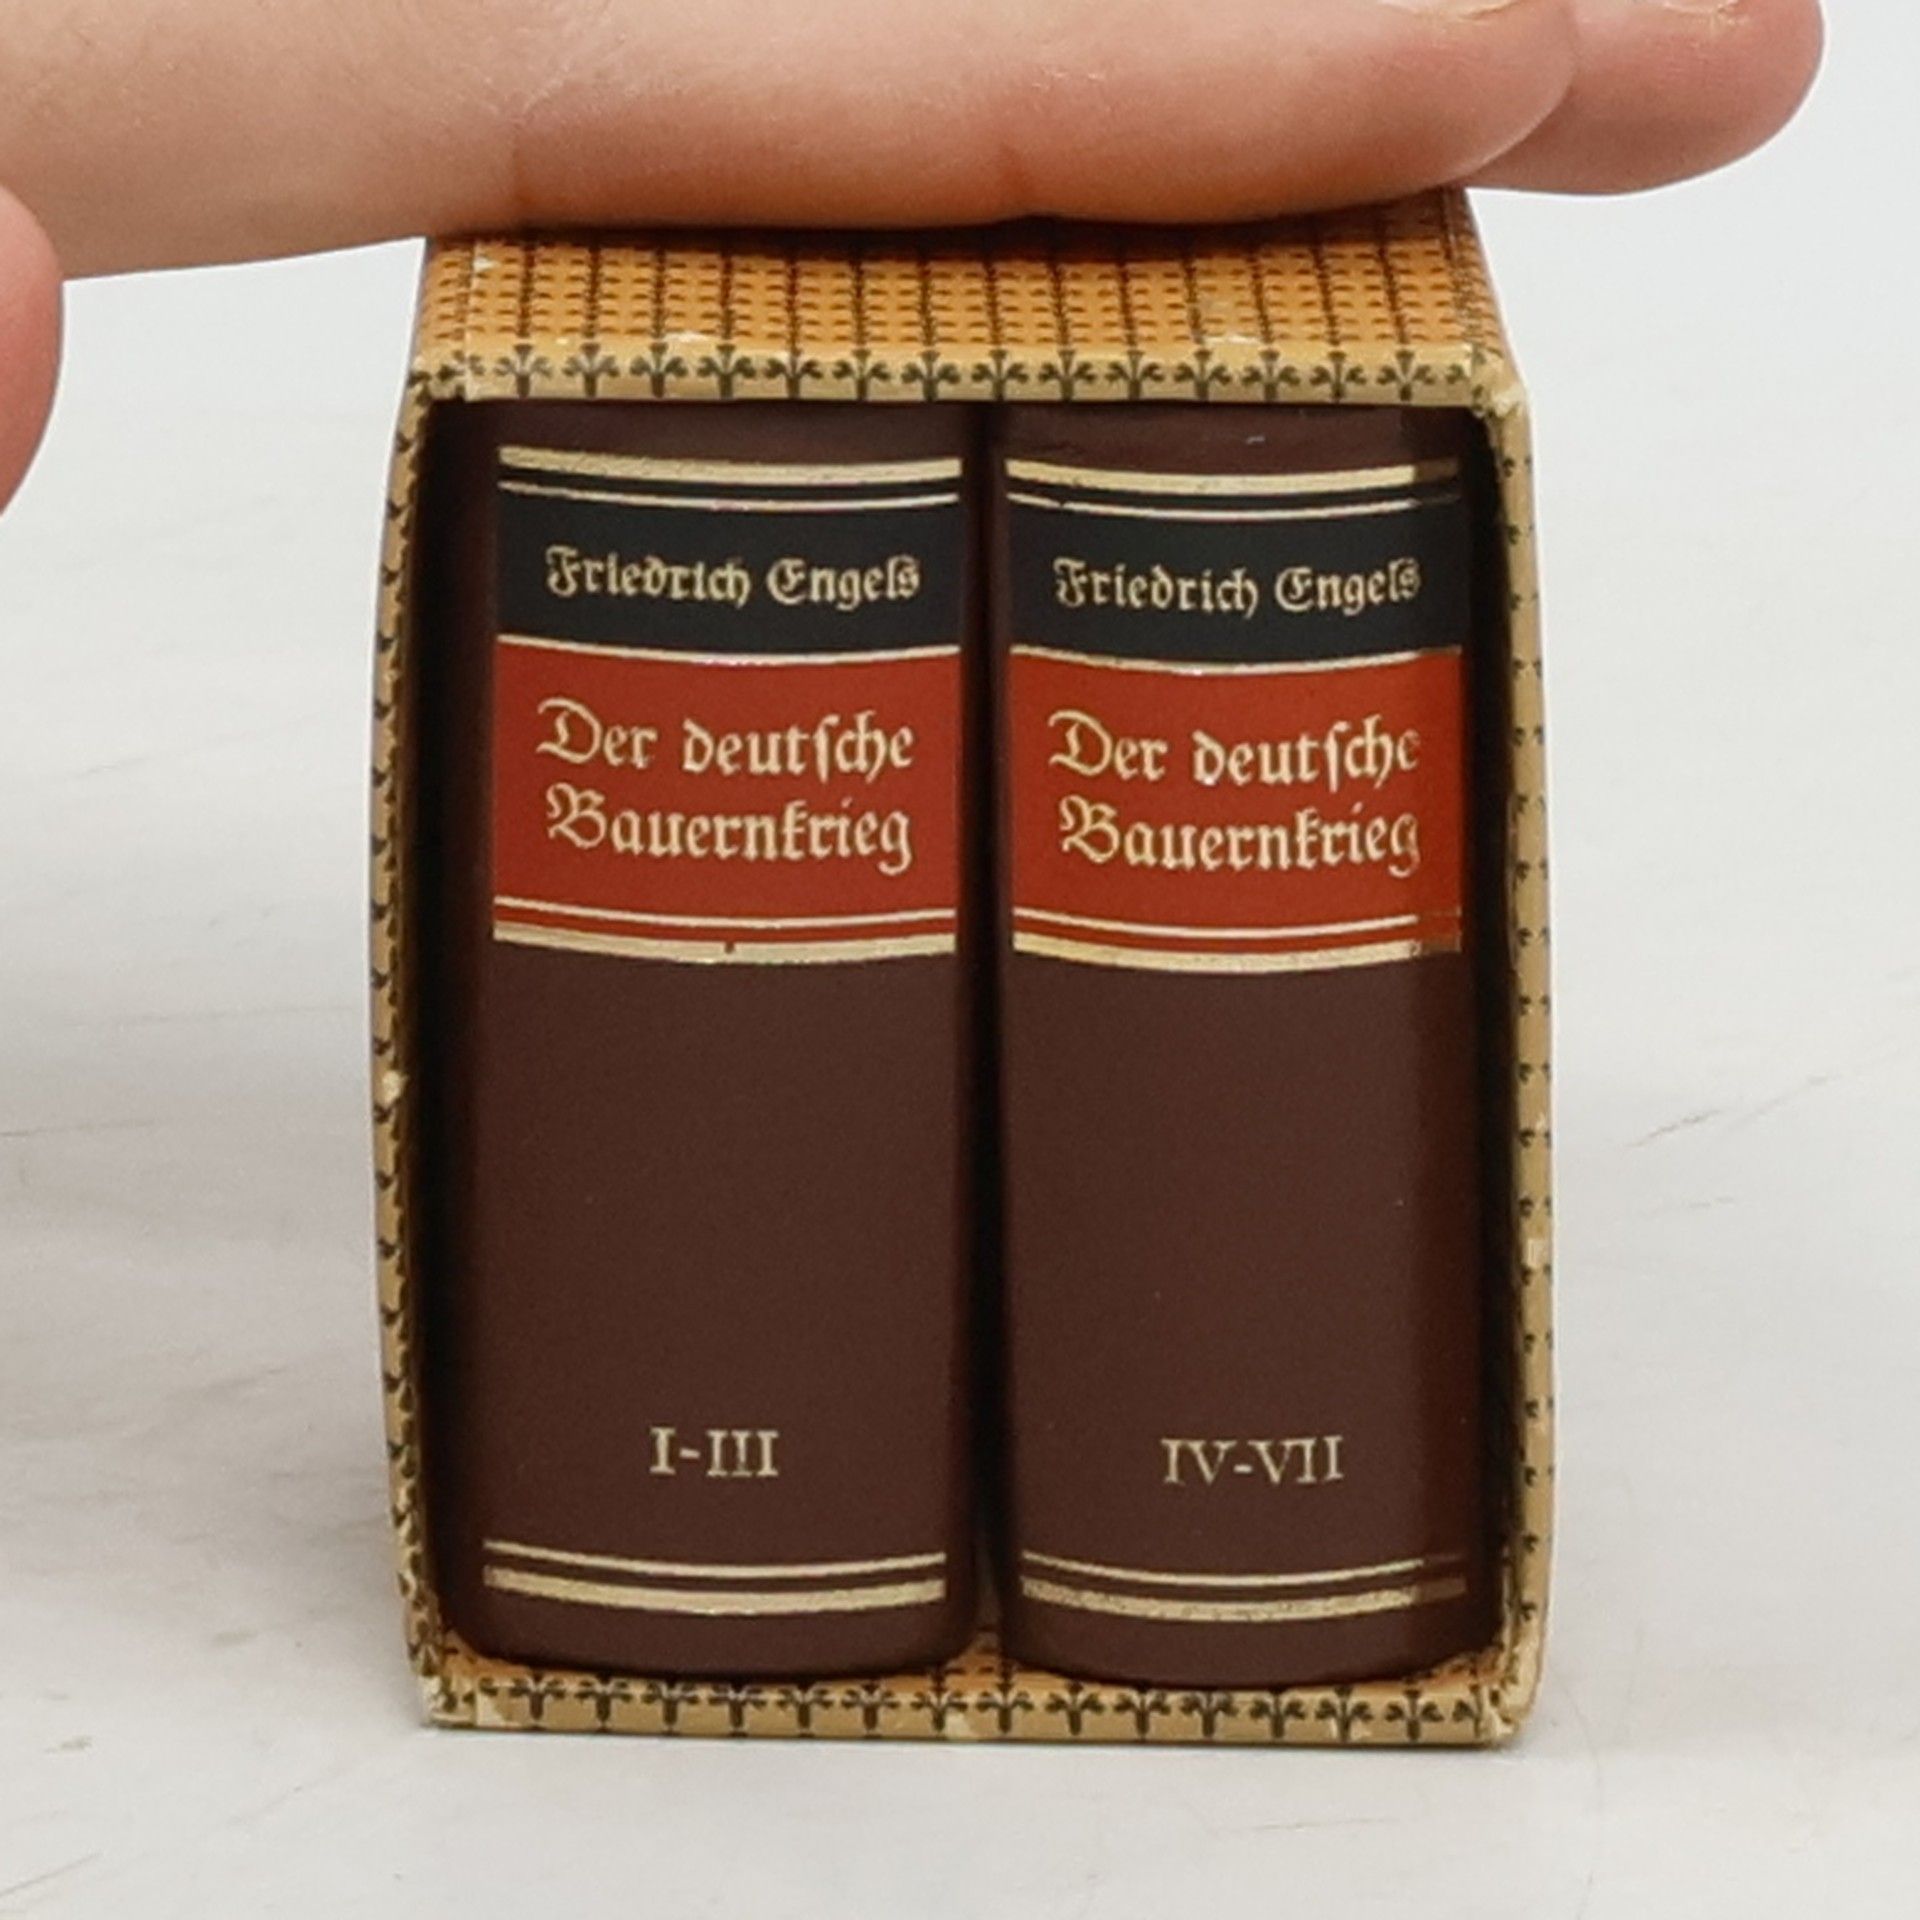 Friedrich Engels
Der deutſche
Bauernkrieg
I-III
Friedrich Engels
Der deutſche
Bauernkrieg
IV-VII